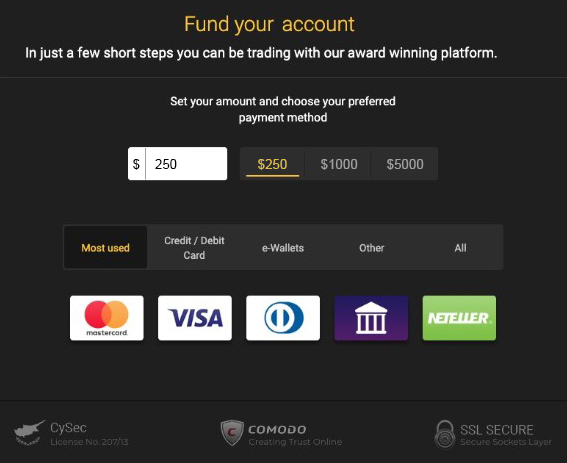 Fund your account
In just a few short steps you can be trading with our award winning platform.
Set your amount and choose your preferred
payment method
$ 250 $250 $1000 $5000
Most used Credit / Debit Card e-Wallets Other All
mastercard. VISA NETELLER.
CySec COMODO SSL SECURE
License No. 207/13 Creating Trust Online Secure Sockets Layer